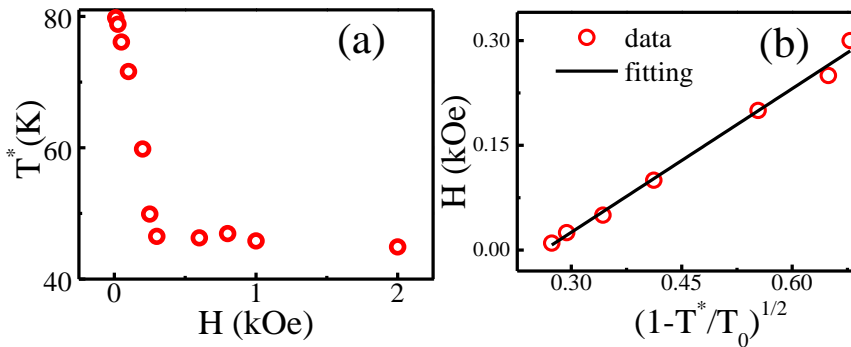 (a)
80
60
40
T* (K)
0
1
2
H (kOe)
(b)
data
fitting
0.30
0.15
0.00
H (kOe)
0.30
0.45
0.60
(1-T*/T₀)^1/2